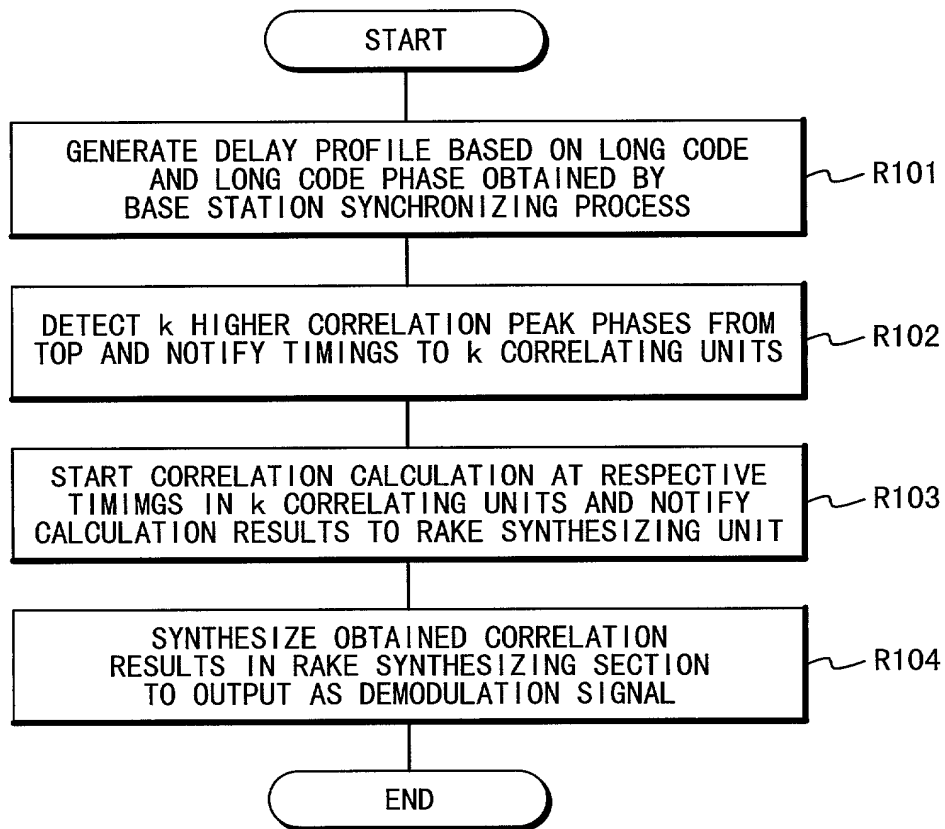 START
GENERATE DELAY PROFILE BASED ON LONG CODE
AND LONG CODE PHASE OBTAINED BY
BASE STATION SYNCHRONIZING PROCESS
R101
DETECT k HIGHER CORRELATION PEAK PHASES FROM
TOP AND NOTIFY TIMINGS TO k CORRELATING UNITS
R102
START CORRELATION CALCULATION AT RESPECTIVE
TIMIMGS IN k CORRELATING UNITS AND NOTIFY
CALCULATION RESULTS TO RAKE SYNTHESIZING UNIT
R103
SYNTHESIZE OBTAINED CORRELATION
RESULTS IN RAKE SYNTHESIZING SECTION
TO OUTPUT AS DEMODULATION SIGNAL
R104
END